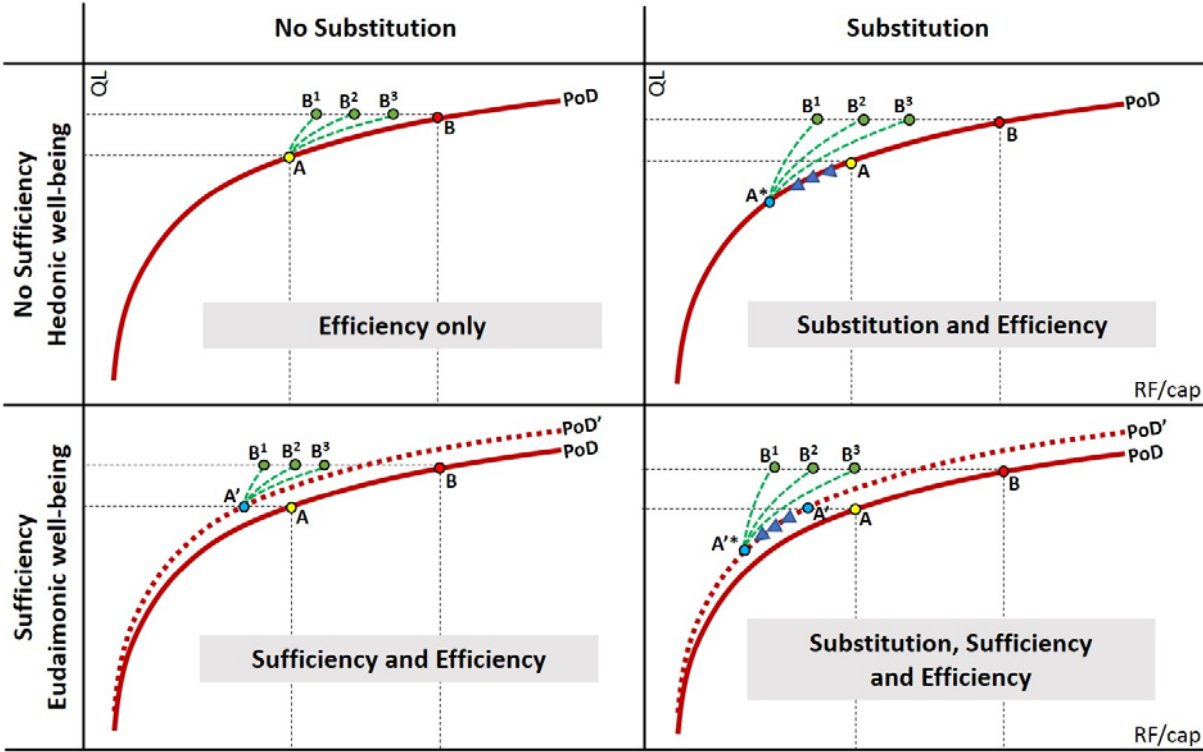 No Substitution
Substitution
No Sufficiency
Hedonic well-being
QL
B¹ B² B³
PoD
B
A
Efficiency only
QL
B¹ B² B³
PoD
B
A
A*
Substitution and Efficiency
RF/cap
Sufficiency
Eudaimonic well-being
PoD'
B¹ B² B³
PoD
B
A'
A
Sufficiency and Efficiency
PoD'
B¹ B² B³
PoD
B
A'
A
A'*
Substitution, Sufficiency
and Efficiency
RF/cap